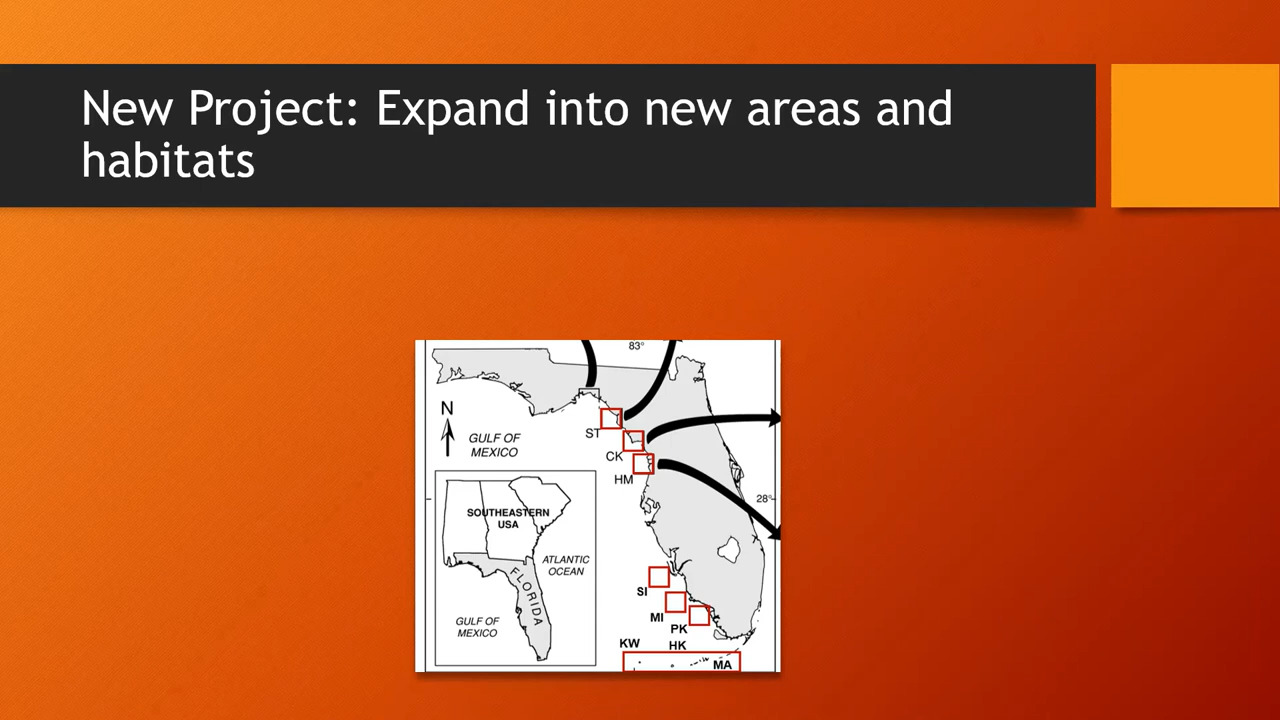 New Project: Expand into new areas and
habitats
83°
N
GULF OF
MEXICO
ST
CK
HM
28°
SOUTHEASTERN
USA
ATLANTIC
OCEAN
FLORIDA
GULF OF
MEXICO
SI
MI
PK
KW
HK
MA